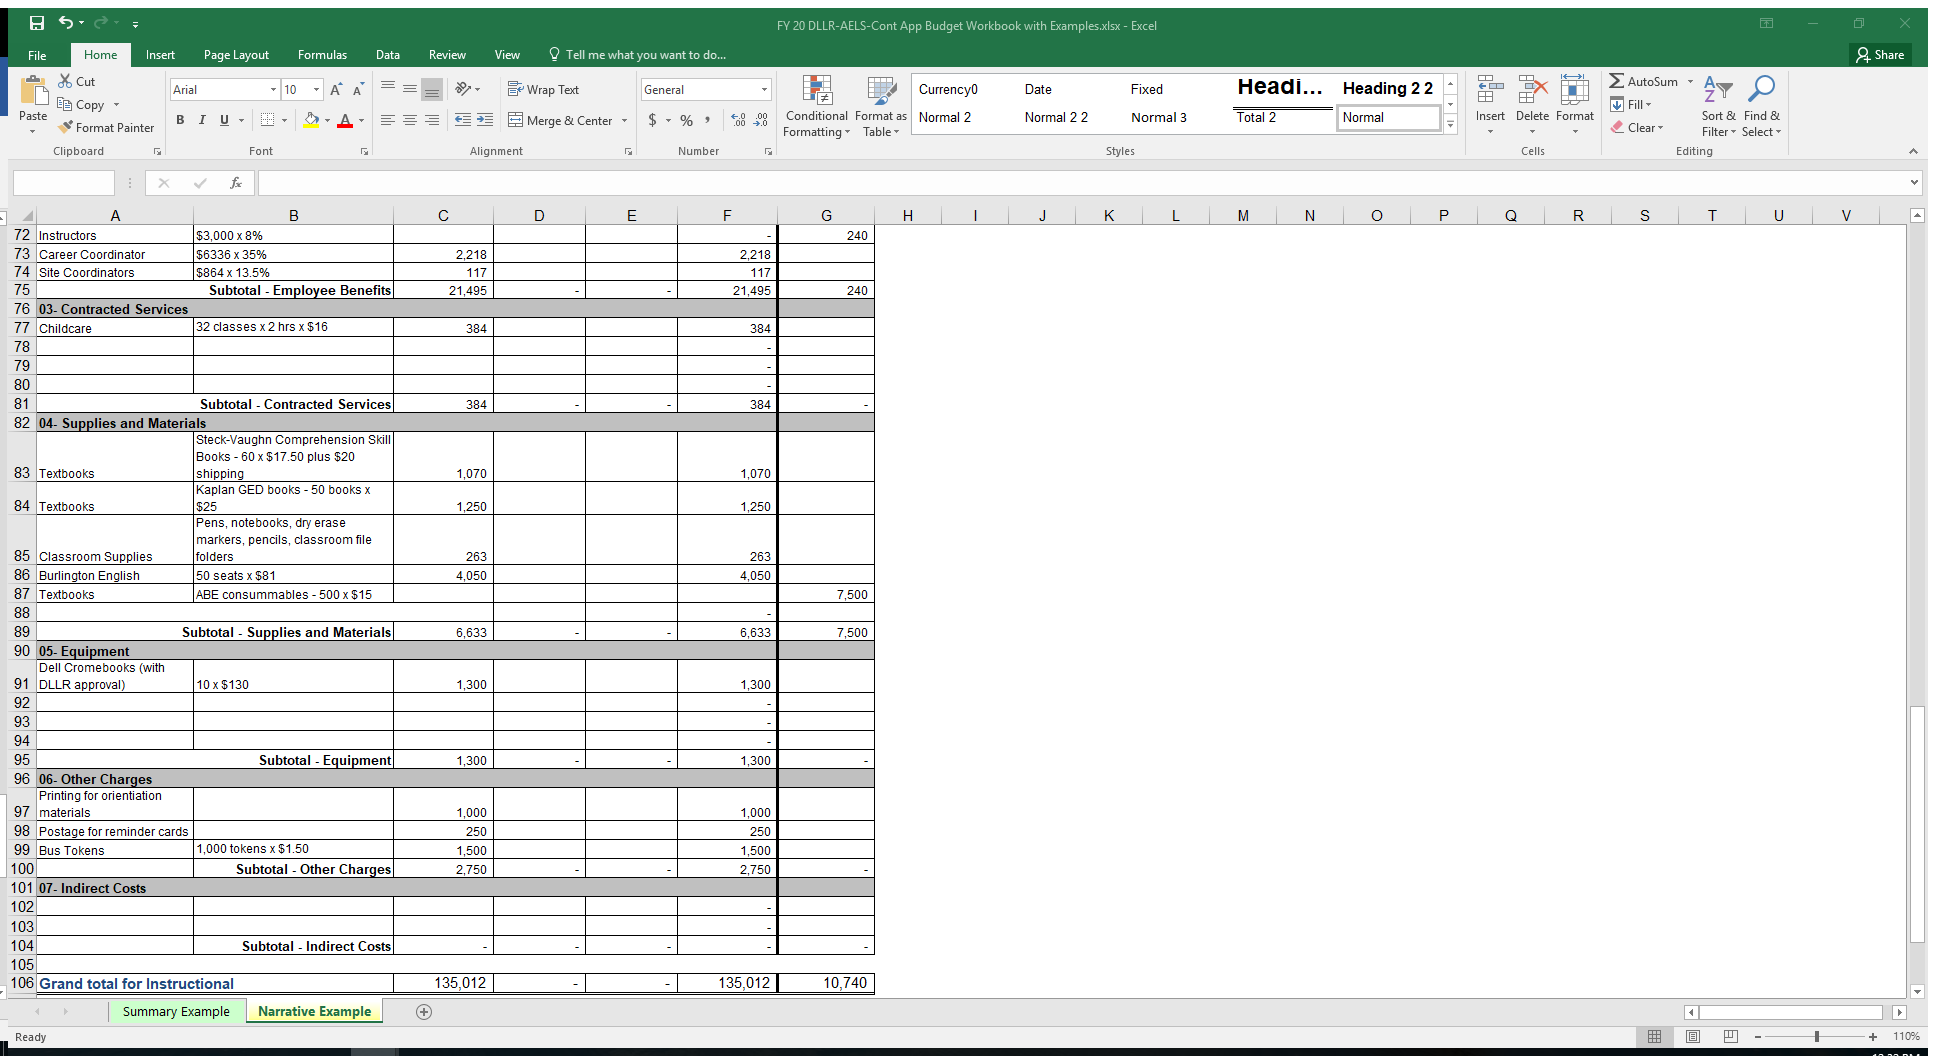 FY 20 DLLR-AELS-Cont App Budget Workbook with Examples.xlsx - Excel
File Home Insert Page Layout Formulas Data Review View Tell me what you want to do... Share
Cut
Copy
Format Painter
Paste
Clipboard
Arial 10
B I U
Font
Wrap Text
Merge & Center
Alignment
General
$ % ,
Number
Conditional Formatting
Format as Table
Currency0 Date Fixed Headi... Heading 2 2
Normal 2 Normal 2 2 Normal 3 Total 2 Normal
Styles
Insert Delete Format
Cells
AutoSum
Fill
Clear
Sort & Filter
Find & Select
Editing
fx
A B C D E F G H I J K L M N O P Q R S T U V
72 Instructors $3,000 x 8% - 240
73 Career Coordinator $6336 x 35% 2,218 2,218
74 Site Coordinators $864 x 13.5% 117 117
75 Subtotal - Employee Benefits 21,495 - - 21,495 240
76 03- Contracted Services
77 Childcare 32 classes x 2 hrs x $16 384 384
78 -
79 -
80 -
81 Subtotal - Contracted Services 384 - - 384 -
82 04- Supplies and Materials
Steck-Vaughn Comprehension Skill
Books - 60 x $17.50 plus $20
83 Textbooks shipping 1,070 1,070
Kaplan GED books - 50 books x
84 Textbooks $25 1,250 1,250
Pens, notebooks, dry erase
markers, pencils, classroom file
85 Classroom Supplies folders 263 263
86 Burlington English 50 seats x $81 4,050 4,050
87 Textbooks ABE consummables - 500 x $15 7,500
88 -
89 Subtotal - Supplies and Materials 6,633 - - 6,633 7,500
90 05- Equipment
Dell Cromebooks (with
91 DLLR approval) 10 x $130 1,300 1,300
92 -
93 -
94 -
95 Subtotal - Equipment 1,300 - - 1,300 -
96 06- Other Charges
Printing for orientiation
97 materials 1,000 1,000
98 Postage for reminder cards 250 250
99 Bus Tokens 1,000 tokens x $1.50 1,500 1,500
100 Subtotal - Other Charges 2,750 - - 2,750 -
101 07- Indirect Costs
102 -
103 -
104 Subtotal - Indirect Costs - - - - -
105
106 Grand total for Instructional 135,012 - - 135,012 10,740
Summary Example Narrative Example
Ready 110%